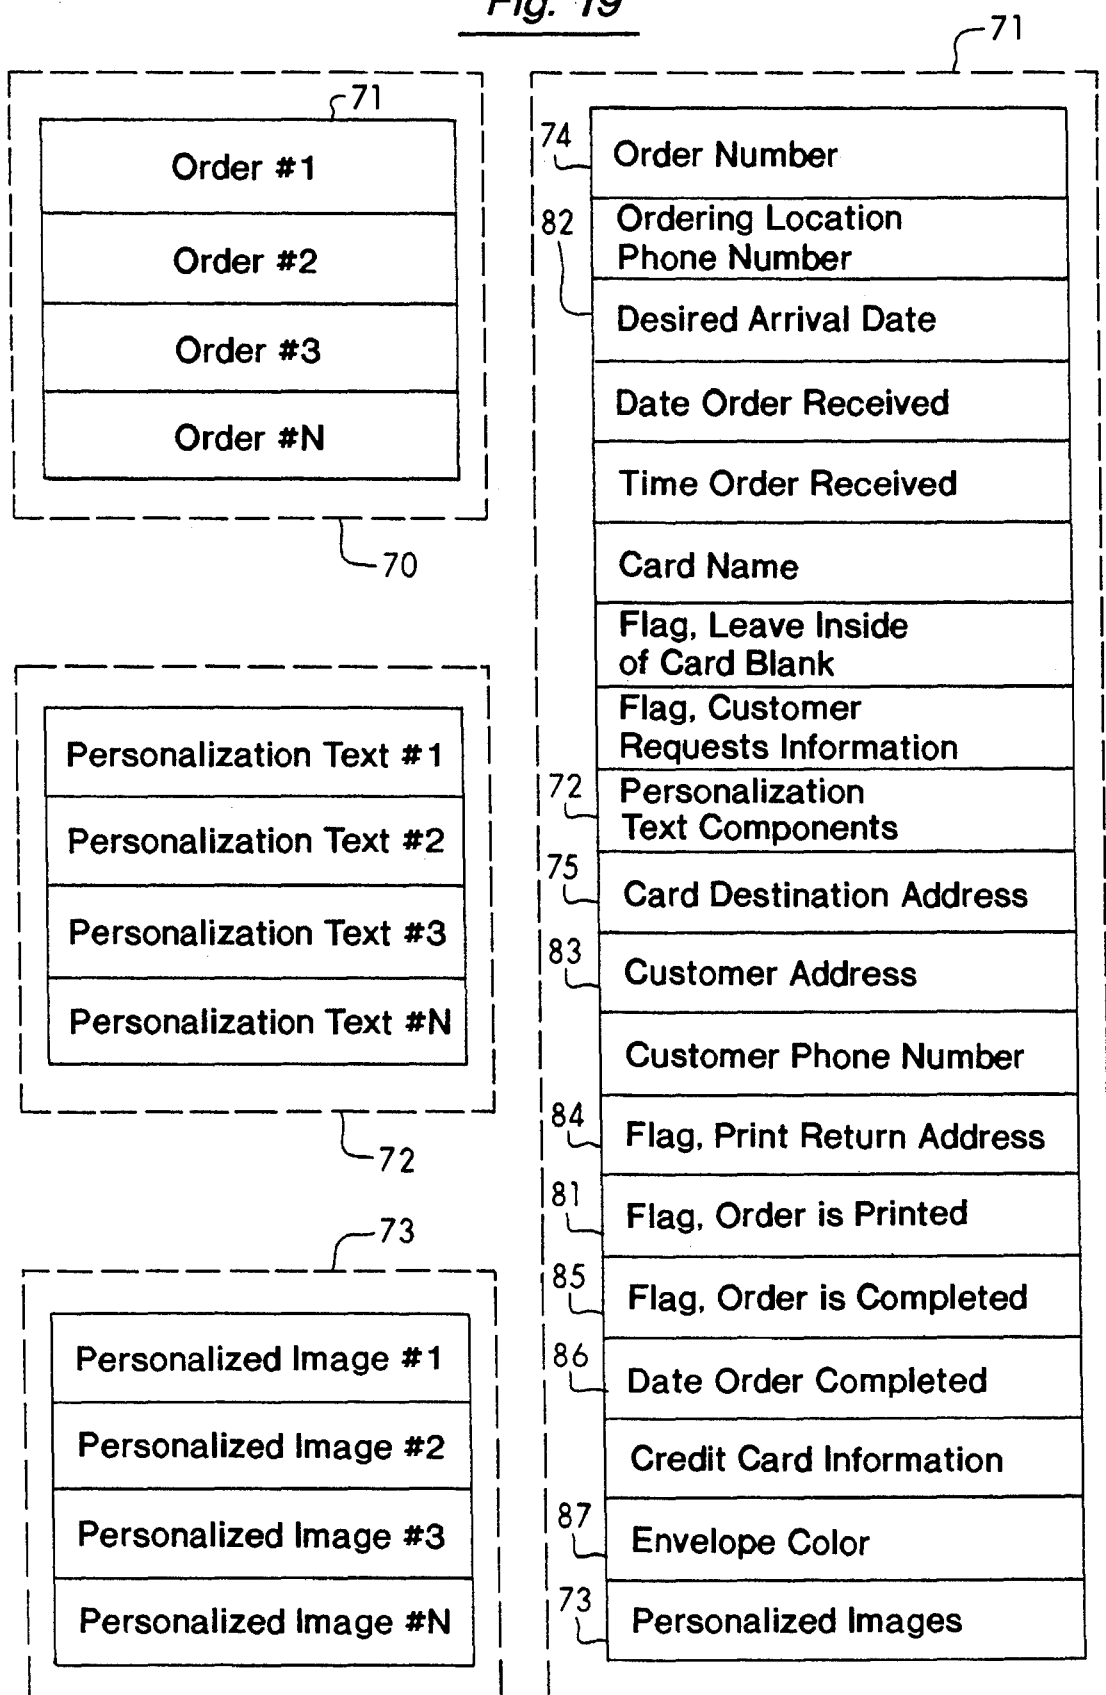 Fig. 19
71
Order #1
Order #2
Order #3
Order #N
70
Personalization Text #1
Personalization Text #2
Personalization Text #3
Personalization Text #N
72
73
Personalized Image #1
Personalized Image #2
Personalized Image #3
Personalized Image #N
71
74
Order Number
82
Ordering Location
Phone Number
Desired Arrival Date
Date Order Received
Time Order Received
Card Name
Flag, Leave Inside
of Card Blank
Flag, Customer
Requests Information
72
Personalization
Text Components
75
Card Destination Address
83
Customer Address
Customer Phone Number
84
Flag, Print Return Address
81
Flag, Order is Printed
85
Flag, Order is Completed
86
Date Order Completed
Credit Card Information
87
Envelope Color
73
Personalized Images